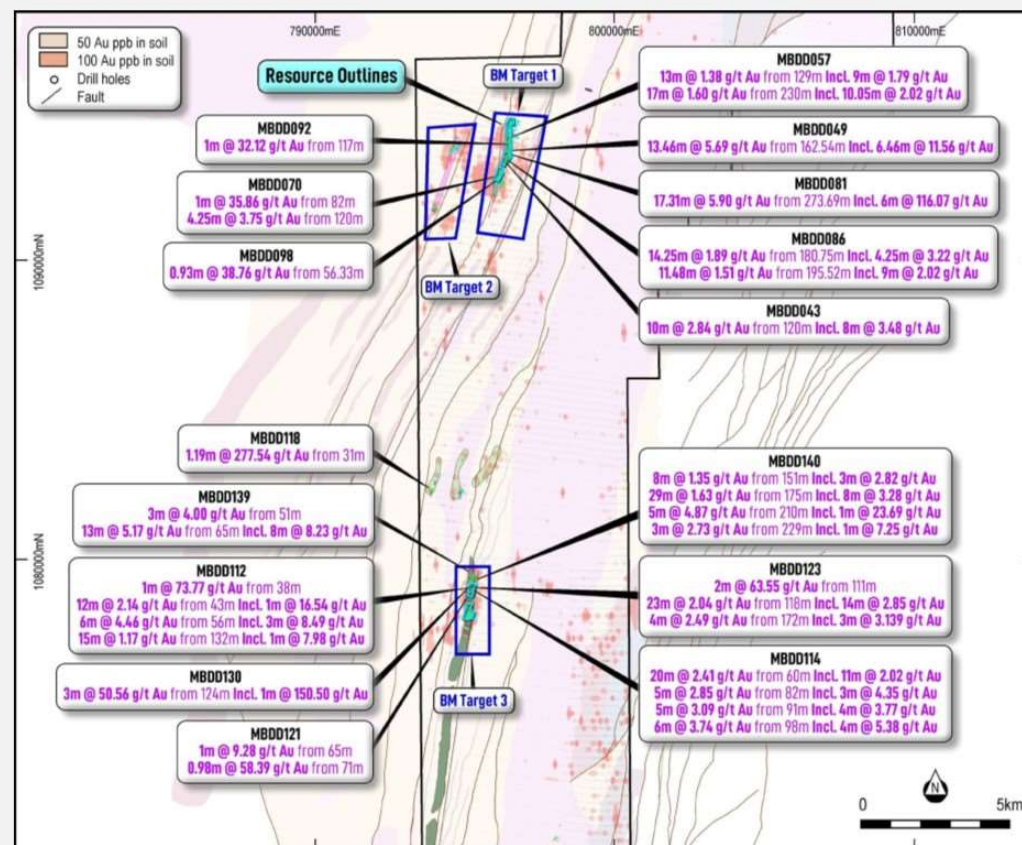 790000mE
800000mE
810000mE
50 Au ppb in soil
100 Au ppb in soil
Drill holes
Fault
Resource Outlines
BM Target 1
MBDD057
13m @ 1.38 g/t Au from 129m Incl. 9m @ 1.79 g/t Au
17m @ 1.60 g/t Au from 230m Incl. 10.05m @ 2.02 g/t Au
MBDD092
1m @ 32.12 g/t Au from 117m
MBDD049
13.46m @ 5.69 g/t Au from 162.54m Incl. 6.46m @ 11.56 g/t Au
MBDD070
1m @ 35.86 g/t Au from 82m
4.25m @ 3.75 g/t Au from 120m
MBDD081
17.31m @ 5.90 g/t Au from 273.69m Incl. 6m @ 116.07 g/t Au
MBDD098
0.93m @ 38.76 g/t Au from 56.33m
MBDD086
14.25m @ 1.89 g/t Au from 180.75m Incl. 4.25m @ 3.22 g/t Au
11.48m @ 1.51 g/t Au from 195.52m Incl. 9m @ 2.02 g/t Au
1090000mN
BM Target 2
MBDD043
10m @ 2.84 g/t Au from 120m Incl. 8m @ 3.48 g/t Au
MBDD118
1.19m @ 277.54 g/t Au from 31m
MBDD140
8m @ 1.35 g/t Au from 151m Incl. 3m @ 2.82 g/t Au
29m @ 1.63 g/t Au from 175m Incl. 8m @ 3.28 g/t Au
5m @ 4.87 g/t Au from 210m Incl. 1m @ 23.69 g/t Au
3m @ 2.73 g/t Au from 229m Incl. 1m @ 7.25 g/t Au
MBDD139
3m @ 4.00 g/t Au from 51m
13m @ 5.17 g/t Au from 65m Incl. 8m @ 8.23 g/t Au
1080000mN
MBDD112
1m @ 73.77 g/t Au from 38m
12m @ 2.14 g/t Au from 43m Incl. 1m @ 16.54 g/t Au
6m @ 4.46 g/t Au from 56m Incl. 3m @ 8.49 g/t Au
15m @ 1.17 g/t Au from 132m Incl. 1m @ 7.98 g/t Au
MBDD123
2m @ 63.55 g/t Au from 111m
23m @ 2.04 g/t Au from 118m Incl. 14m @ 2.85 g/t Au
4m @ 2.49 g/t Au from 172m Incl. 3m @ 3.139 g/t Au
MBDD130
3m @ 50.56 g/t Au from 124m Incl. 1m @ 150.50 g/t Au
MBDD114
20m @ 2.41 g/t Au from 60m Incl. 11m @ 2.02 g/t Au
5m @ 2.85 g/t Au from 82m Incl. 3m @ 4.35 g/t Au
5m @ 3.09 g/t Au from 91m Incl. 4m @ 3.77 g/t Au
6m @ 3.74 g/t Au from 98m Incl. 4m @ 5.38 g/t Au
BM Target 3
MBDD121
1m @ 9.28 g/t Au from 65m
0.98m @ 58.39 g/t Au from 71m
N
0
5km